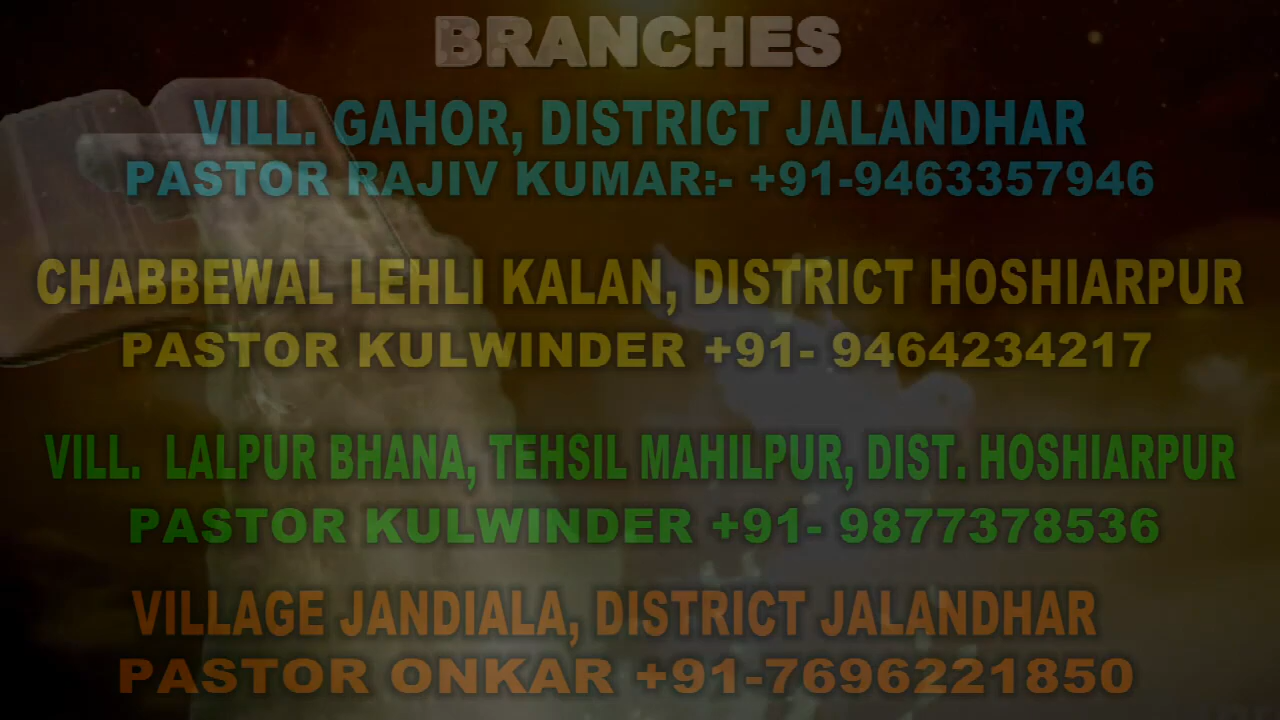 BRANCHES
VILL. GAHOR, DISTRICT JALANDHAR
PASTOR RAJIV KUMAR:- +91-9463357946
CHABBEWAL LEHLI KALAN, DISTRICT HOSHIARPUR
PASTOR KULWINDER +91- 9464234217
VILL. LALPUR BHANA, TEHSIL MAHILPUR, DIST. HOSHIARPUR
PASTOR KULWINDER +91- 9877378536
VILLAGE JANDIALA, DISTRICT JALANDHAR
PASTOR ONKAR +91-7696221850